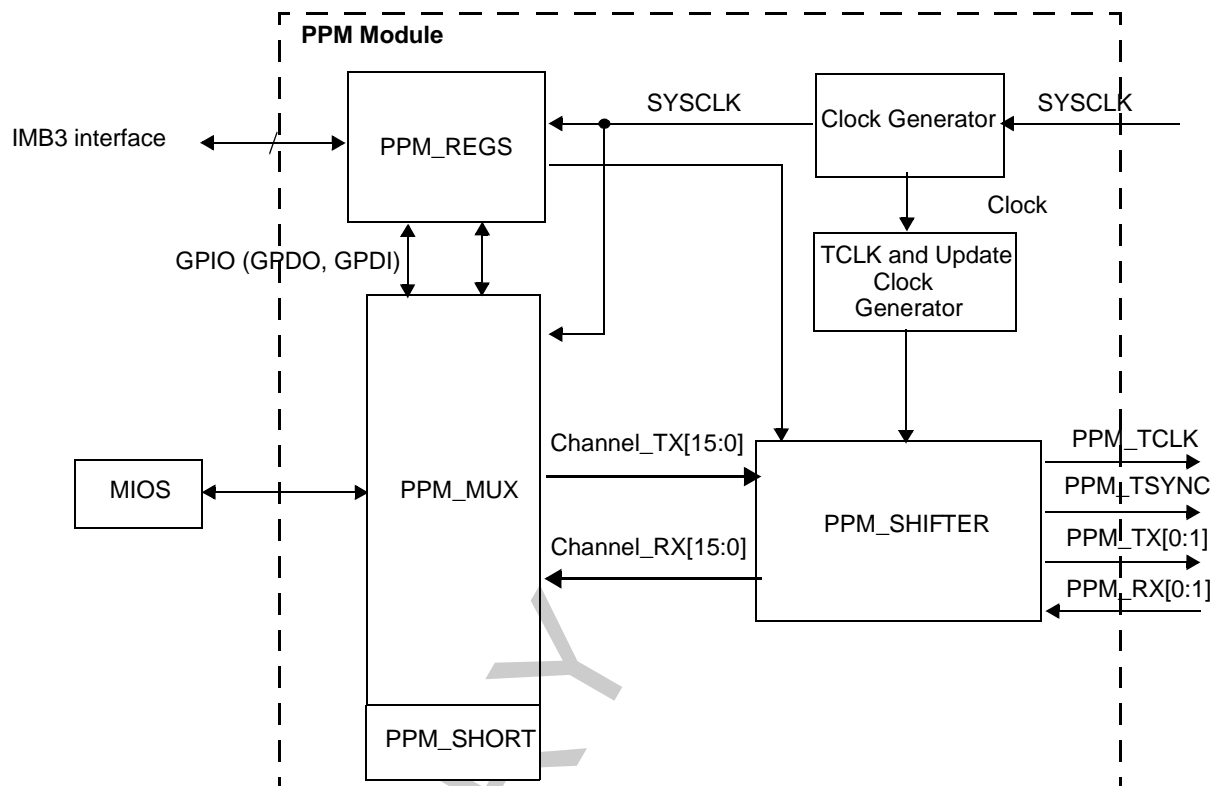 PPM Module
SYSCLK
SYSCLK
Clock Generator
IMB3 interface
PPM_REGS
Clock
GPIO (GPDO, GPDI)
TCLK and Update
Clock
Generator
Channel_TX[15:0]
PPM_TCLK
MIOS
PPM_MUX
PPM_TSYNC
PPM_SHIFTER
PPM_TX[0:1]
Channel_RX[15:0]
PPM_RX[0:1]
PPM_SHORT
Y